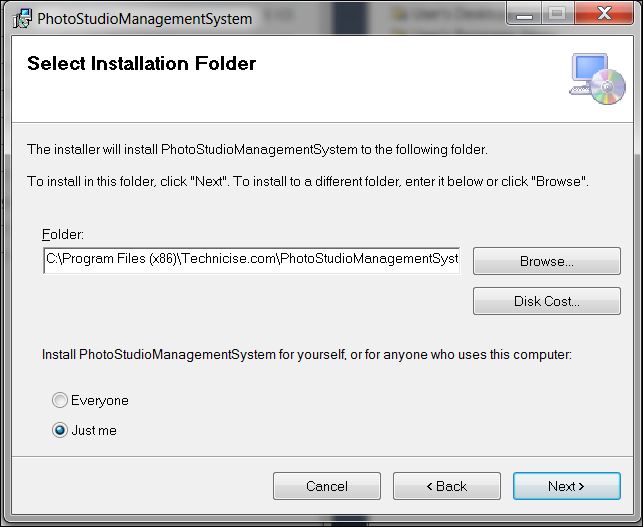 PhotoStudioManagementSystem
Select Installation Folder
The installer will install PhotoStudioManagementSystem to the following folder.
To install in this folder, click "Next". To install to a different folder, enter it below or click "Browse".
Folder:
C:\Program Files (x86)\Technicise.com\PhotoStudioManagementSyst
Browse...
Disk Cost...
Install PhotoStudioManagementSystem for yourself, or for anyone who uses this computer:
Everyone
Just me
Cancel
< Back
Next >